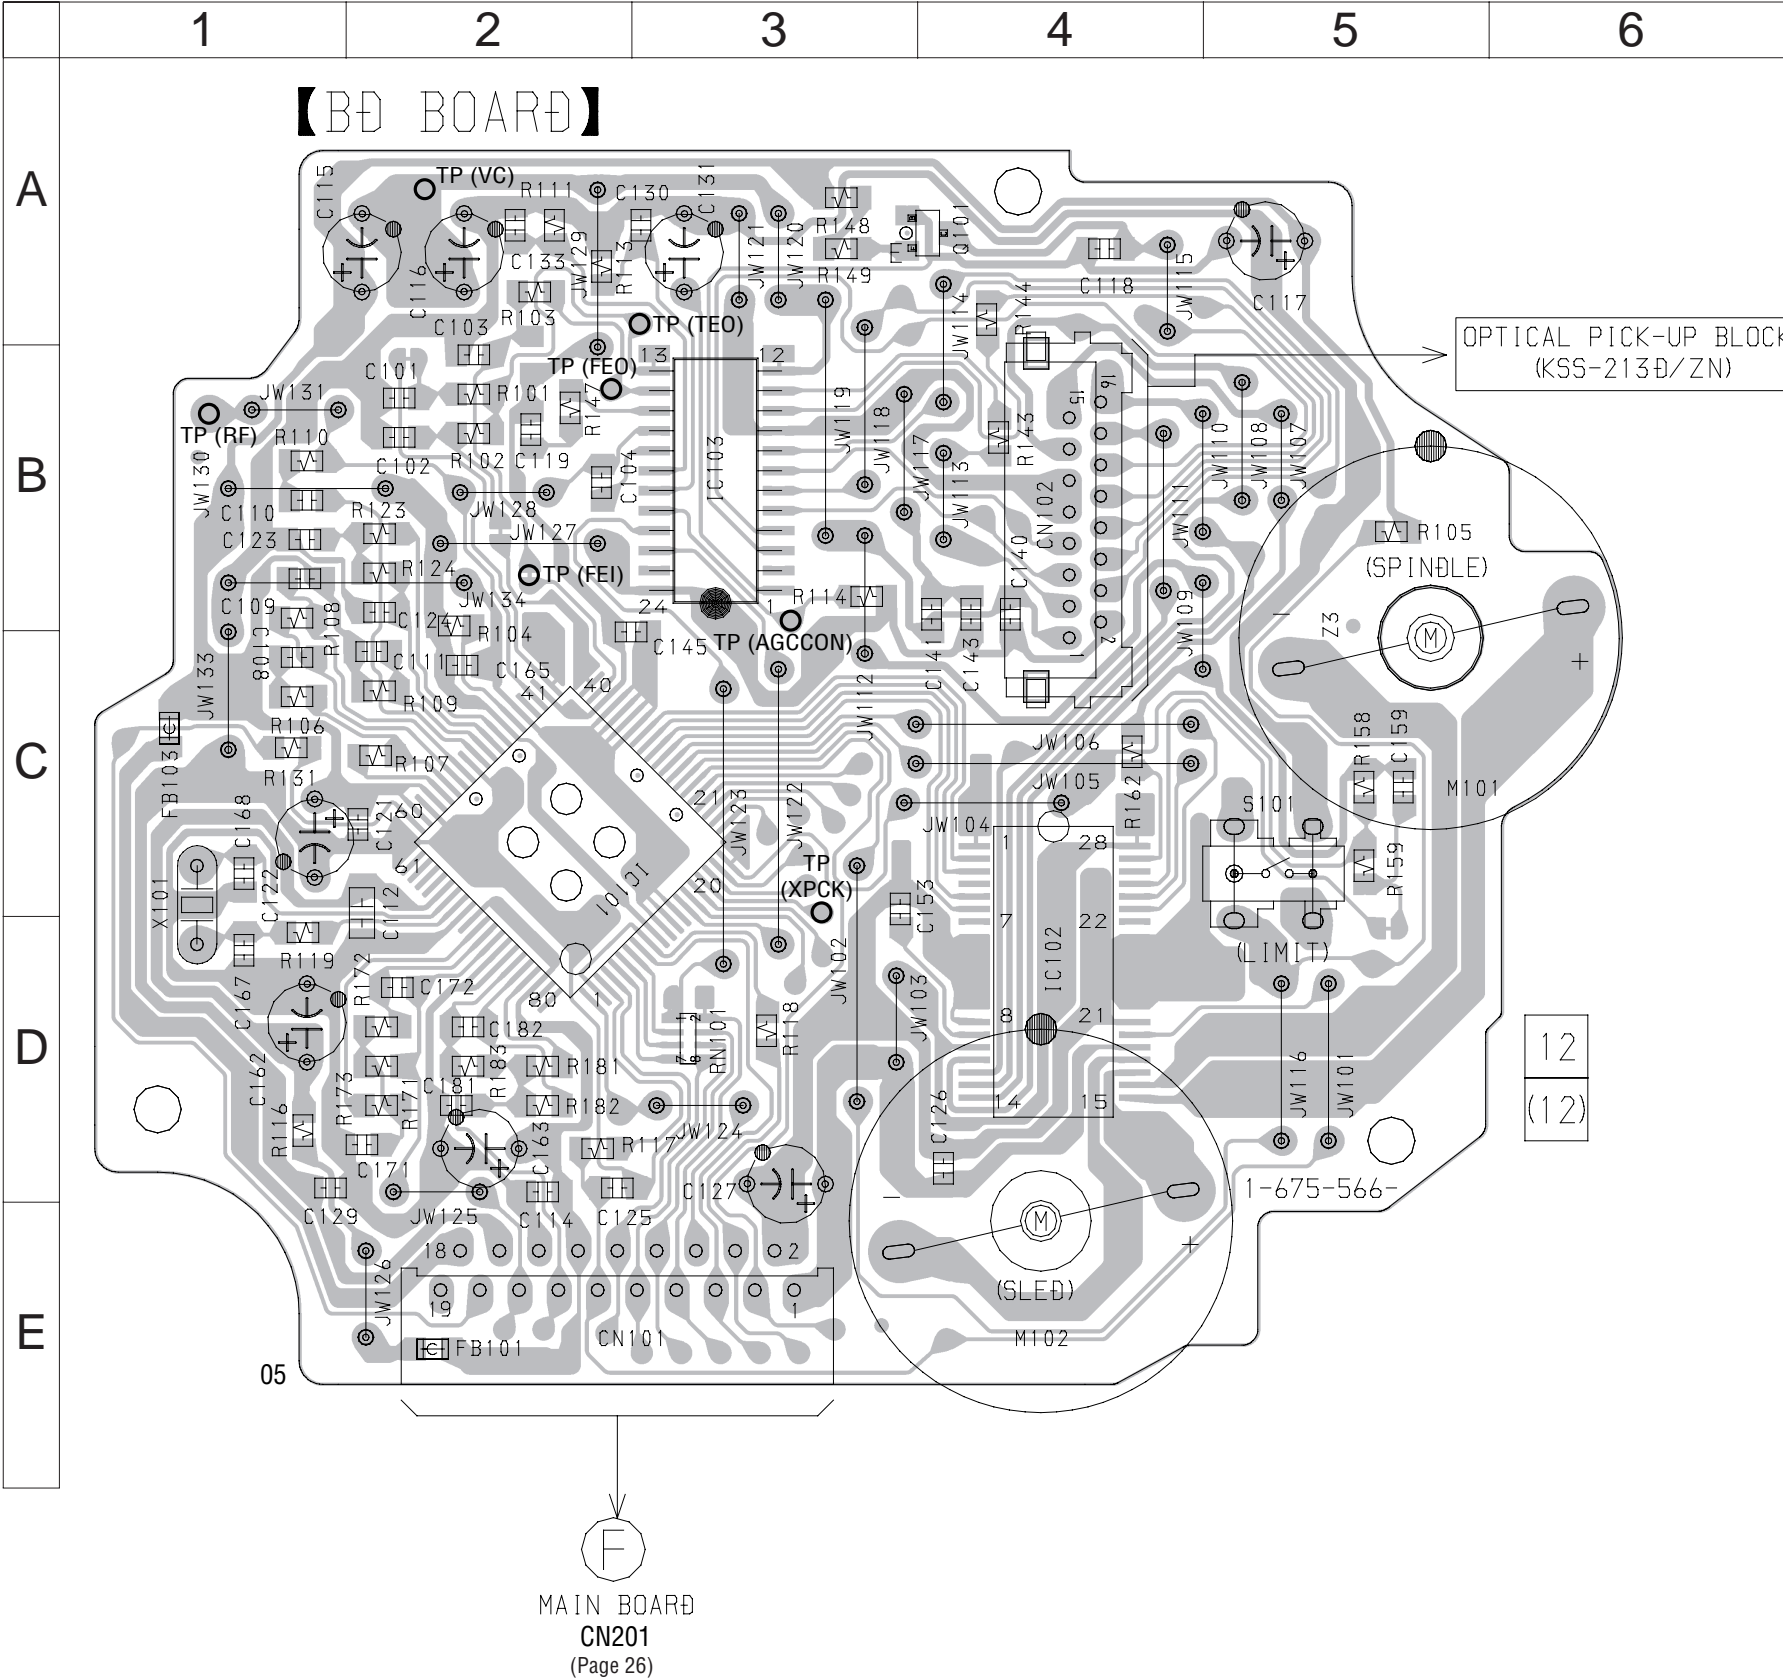 1 2 3 4 5 6
【BD BOARD】
A
B
C
D
E
TP (VC)
C115
C116
R111
C133
C130
C131
R103
C103
JW129
R113
JW121
JW120
R148
R149
E
Q101
JW114
R144
C118
JW115
C117
TP (TEO)
TP (FEO)
OPTICAL PICK-UP BLOCK
(KSS-213D/ZN)
13
12
C101
JW131
R101
R147
TP (RF)
R110
JW130
C102
R102
C119
C104
IC103
JW119
JW118
JW117
JW113
R143
15
16
CN102
JW110
JW108
JW107
C110
R123
JW128
C123
JW127
JW111
R105
(SPINDLE)
R124
TP (FEI)
C140
C109
R108
C124
JW134
R104
24
1
R114
TP (AGCCON)
C145
JW109
Z3
M
C108
C111
C165
C141
C143
1
2
JW133
R109
41
40
JW112
+
R106
FB103
R131
R107
JW106
JW105
R162
R158
C159
M101
C168
C121
60
61
21
20
JW123
JW122
JW104
S101
1
28
R159
TP
(XPCK)
X101
C122
C112
IC101
C153
7
22
(LIMIT)
R119
R172
C172
80
1
JW102
JW103
IC102
C167
C182
2
7
8
RN101
R118
8
21
12
(12)
C162
R173
R171
C181
R183
R181
R182
JW124
14
15
JW116
JW101
R116
C171
C163
R117
C126
C127
1-675-566-
C129
JW125
C114
C125
M
+
18
2
JW126
19
1
(SLED)
FB101
CN101
M102
05
F
MAIN BOARD
CN201
(Page 26)